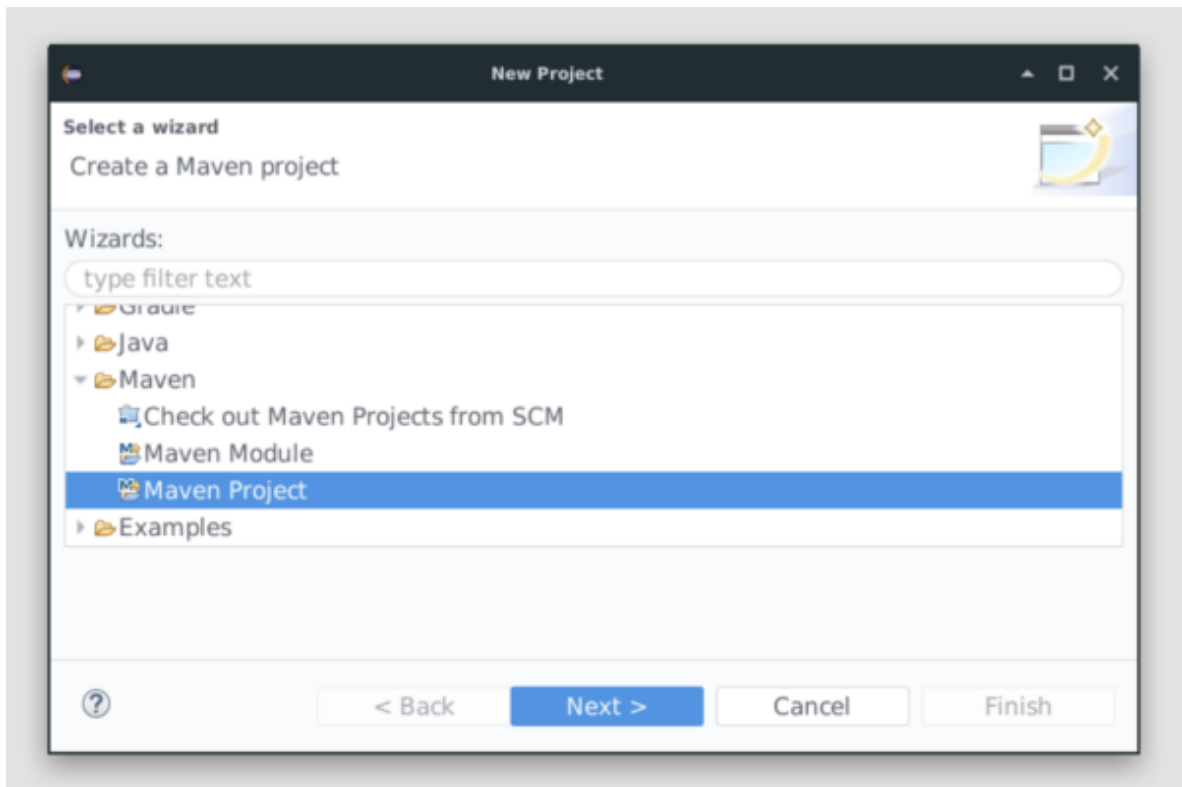 New Project
Select a wizard
Create a Maven project
Wizards:
type filter text
Gradle
Java
Maven
Check out Maven Projects from SCM
Maven Module
Maven Project
Examples
< Back
Next >
Cancel
Finish